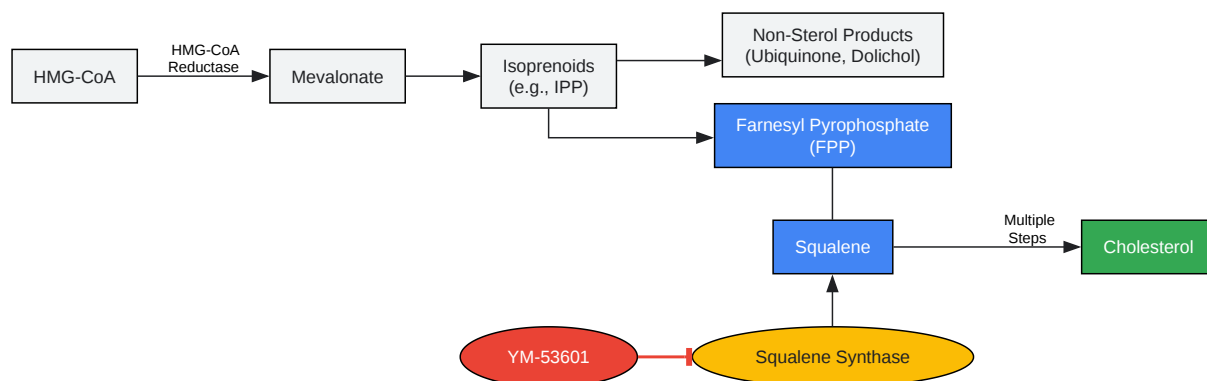 HMG-CoA
HMG-CoA
Reductase
Mevalonate
Isoprenoids
(e.g., IPP)
Non-Sterol Products
(Ubiquinone, Dolichol)
Farnesyl Pyrophosphate
(FPP)
Squalene
Multiple
Steps
Cholesterol
YM-53601
Squalene Synthase